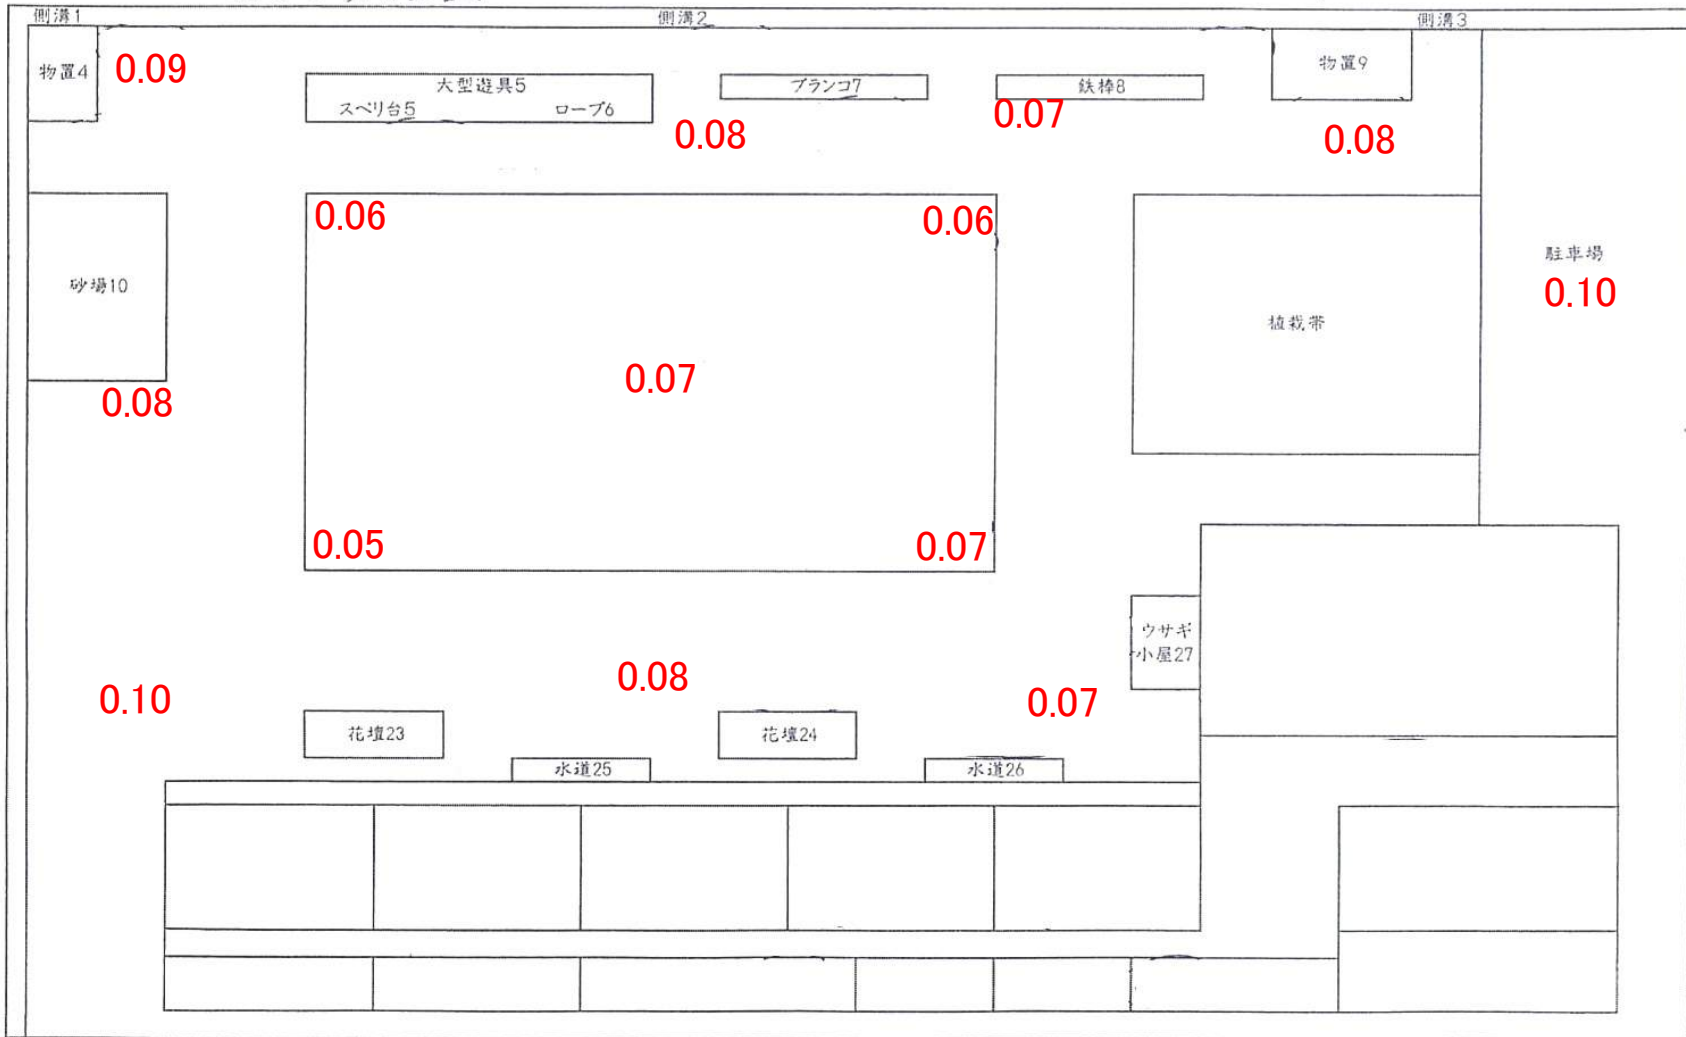 側溝1
側溝2
側溝3
物置4
0.09
大型遊具5
スベリ台5
ロープ6
ブランコ7
鉄棒8
物置9
0.08
0.07
0.08
砂場10
0.06
0.06
植栽帯
駐車場
0.10
0.07
0.08
0.05
0.07
ウサギ
小屋27
0.10
0.08
0.07
花壇23
花壇24
水道25
水道26